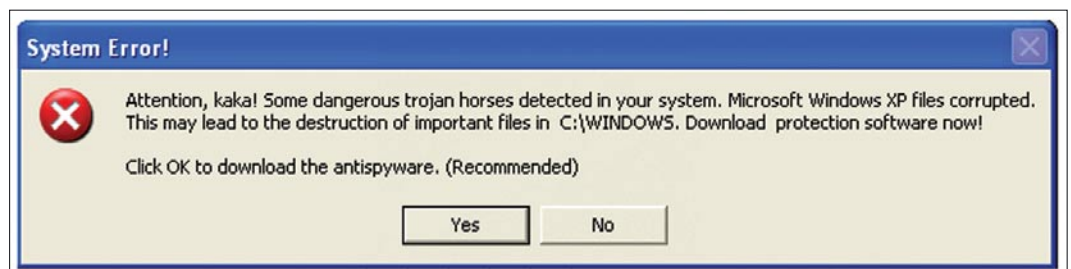 System Error!
Attention, kaka! Some dangerous trojan horses detected in your system. Microsoft Windows XP files corrupted.
This may lead to the destruction of important files in C:\WINDOWS. Download protection software now!
Click OK to download the antispyware. (Recommended)
Yes No